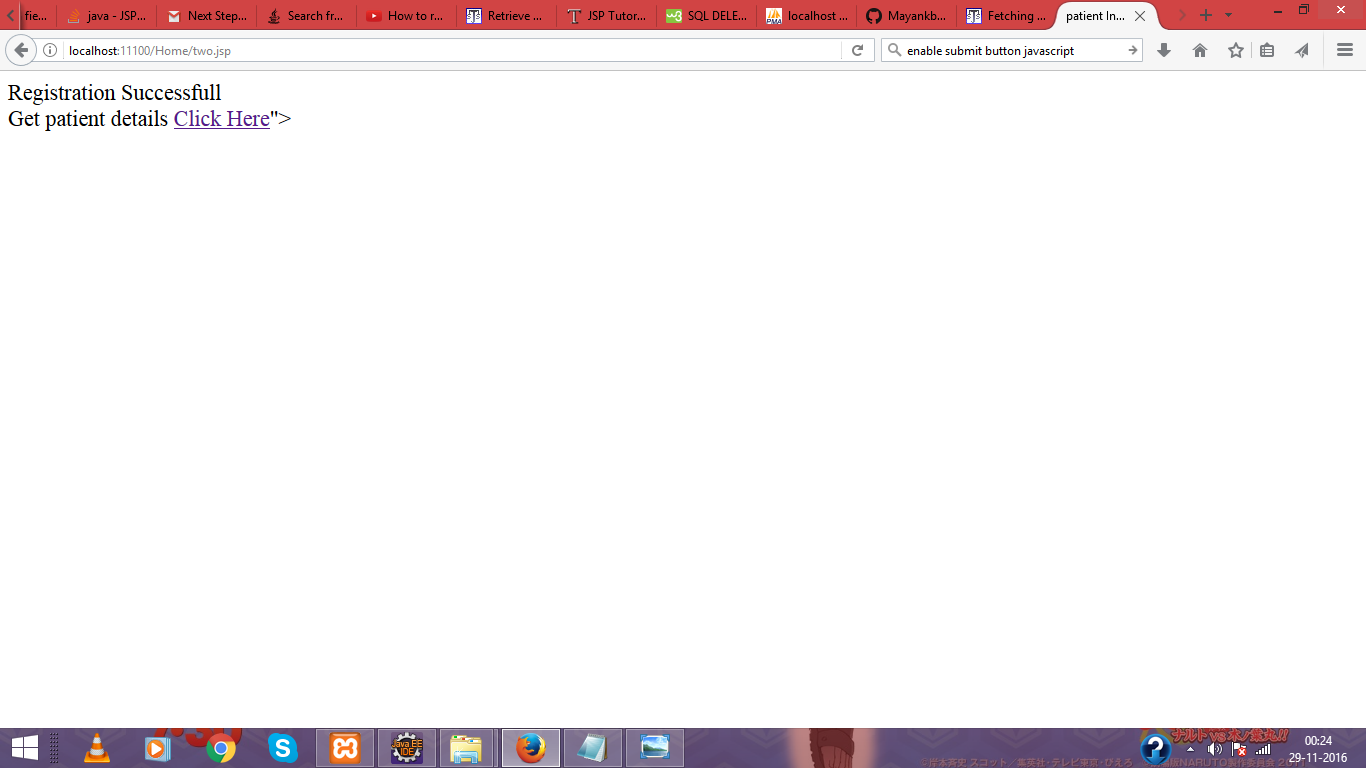 fie...
java - JSP...
Next Step...
Search fr...
How to r...
Retrieve ...
JSP Tutor...
SQL DELE...
localhost ...
Mayankb...
Fetching ...
patient In...
localhost:11100/Home/two.jsp
enable submit button javascript
Registration Successfull
Get patient details Click Here">
Java EE
IDE
00:24
29-11-2016